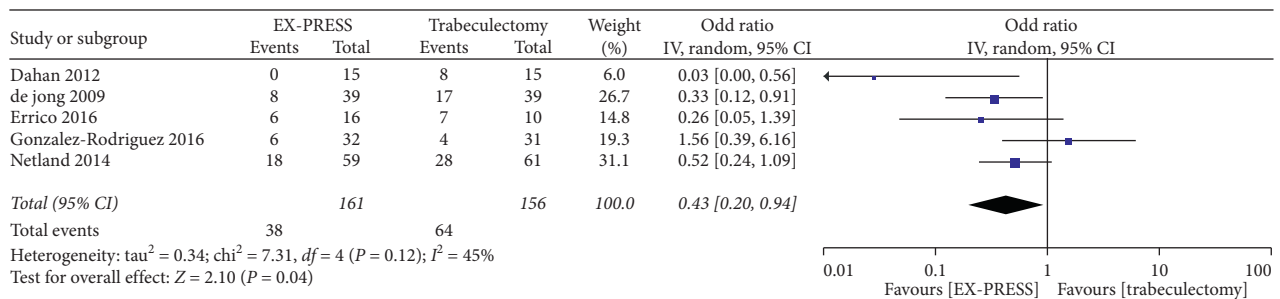 Study or subgroup EX-PRESS Trabeculectomy Weight Odd ratio Odd ratio
Events Total Events Total (%) IV, random, 95% CI IV, random, 95% CI
Dahan 2012 0 15 8 15 6.0 0.03 [0.00, 0.56]
de jong 2009 8 39 17 39 26.7 0.33 [0.12, 0.91]
Errico 2016 6 16 7 10 14.8 0.26 [0.05, 1.39]
Gonzalez-Rodriguez 2016 6 32 4 31 19.3 1.56 [0.39, 6.16]
Netland 2014 18 59 28 61 31.1 0.52 [0.24, 1.09]
Total (95% CI) 161 156 100.0 0.43 [0.20, 0.94]
Total events 38 64
Heterogeneity: tau² = 0.34; chi² = 7.31, df = 4 (P = 0.12); I² = 45%
Test for overall effect: Z = 2.10 (P = 0.04)
0.01 0.1 1 10 100
Favours [EX-PRESS] Favours [trabeculectomy]